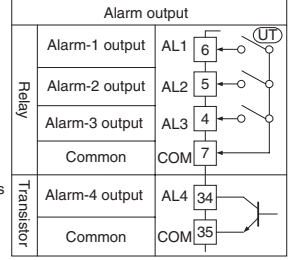 Alarm output
UT
Relay
Alarm-1 output AL1 6
Alarm-2 output AL2 5
Alarm-3 output AL3 4
Common COM 7
s
Transistor
Alarm-4 output AL4 34
Common COM 35